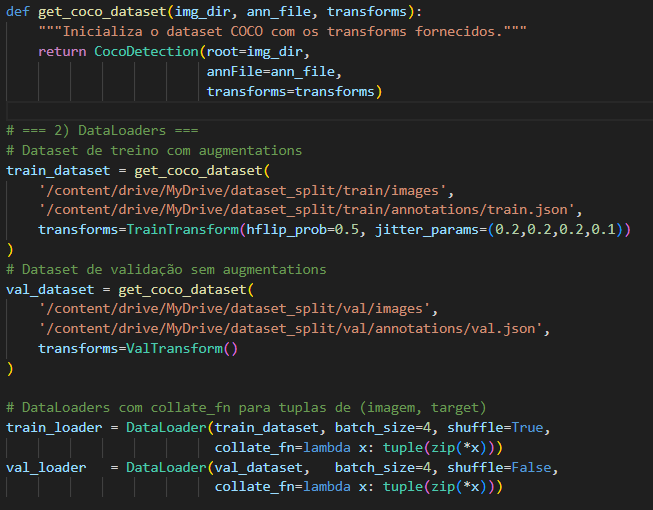 def get_coco_dataset(img_dir, ann_file, transforms):
    """Inicializa o dataset COCO com os transforms fornecidos."""
    return CocoDetection(root=img_dir,
                         annFile=ann_file,
                         transforms=transforms)

# === 2) DataLoaders ===
# Dataset de treino com augmentations
train_dataset = get_coco_dataset(
    '/content/drive/MyDrive/dataset_split/train/images',
    '/content/drive/MyDrive/dataset_split/train/annotations/train.json',
    transforms=TrainTransform(hflip_prob=0.5, jitter_params=(0.2,0.2,0.2,0.1))
)
# Dataset de validação sem augmentations
val_dataset = get_coco_dataset(
    '/content/drive/MyDrive/dataset_split/val/images',
    '/content/drive/MyDrive/dataset_split/val/annotations/val.json',
    transforms=ValTransform()
)

# DataLoaders com collate_fn para tuplas de (imagem, target)
train_loader = DataLoader(train_dataset, batch_size=4, shuffle=True,
                          collate_fn=lambda x: tuple(zip(*x)))
val_loader   = DataLoader(val_dataset,   batch_size=4, shuffle=False,
                          collate_fn=lambda x: tuple(zip(*x)))